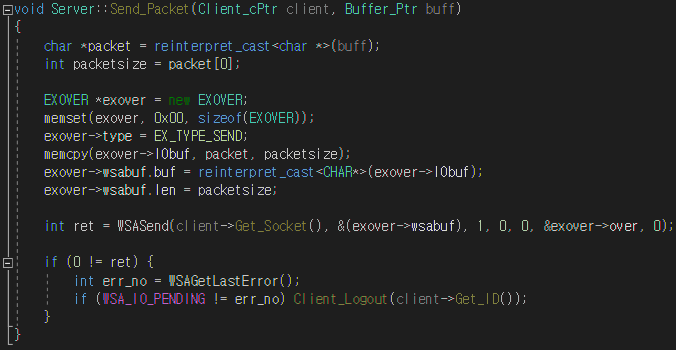 void Server::Send_Packet(Client_cPtr client, Buffer_Ptr buff)
{
    char *packet = reinterpret_cast<char *>(buff);
    int packetsize = packet[0];

    EXOVER *exover = new EXOVER;
    memset(exover, 0x00, sizeof(EXOVER));
    exover->type = EX_TYPE_SEND;
    memcpy(exover->IObuf, packet, packetsize);
    exover->wsabuf.buf = reinterpret_cast<CHAR*>(exover->IObuf);
    exover->wsabuf.len = packetsize;

    int ret = WSASend(client->Get_Socket(), &(exover->wsabuf), 1, 0, 0, &exover->over, 0);

    if (0 != ret) {
        int err_no = WSAGetLastError();
        if (WSA_IO_PENDING != err_no) Client_Logout(client->Get_ID());
    }
}